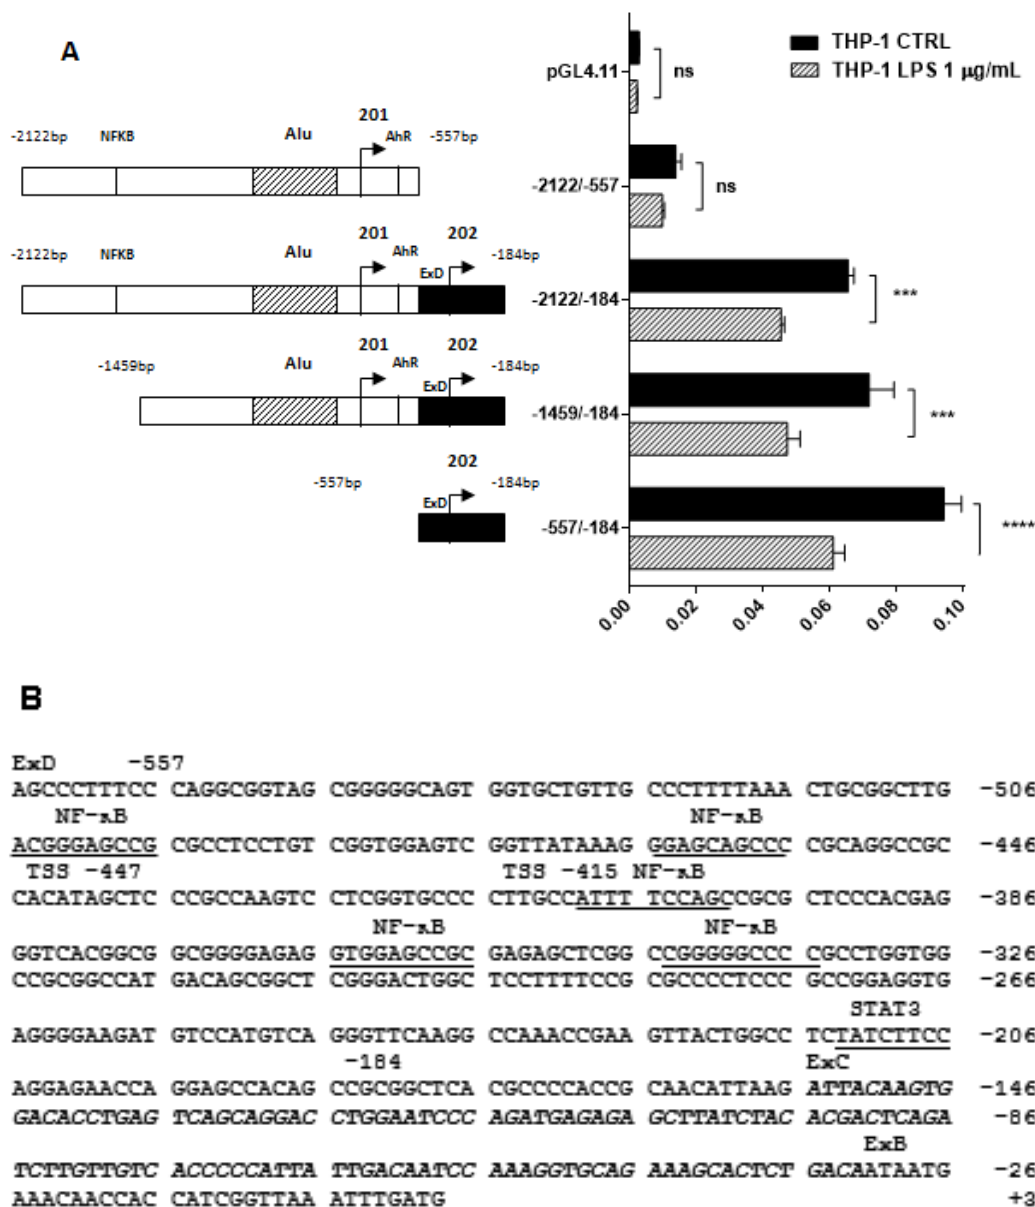 A
THP-1 CTRL
THP-1 LPS 1 µg/mL
pGL4.11
ns
-2122bp NFKB Alu 201 AhR -557bp
-2122/-557
ns
-2122bp NFKB Alu 201 AhR ExD 202 -184bp
-2122/-184
***
-1459bp Alu 201 AhR ExD 202 -184bp
-1459/-184
***
-557bp ExD 202 -184bp
-557/-184
****
0.00 0.02 0.04 0.06 0.08 0.10
B
ExD -557
AGCCCTTTCC CAGGCGGTAG CGGGGGCAGT GGTGCTGTTG CCCTTTTAAA CTGCGGCTTG -506
NF-κB NF-κB
ACGGGAGCCG CGCCTCCTGT CGGTGGAGTC GGTTATAAAG GGAGCAGCCC CGCAGGCCGC -446
TSS -447 TSS -415 NF-κB
CACATAGCTC CCGCCAAGTC CTCGGTGCCC CTTGCCATTT TCCAGCCGCG CTCCCACGAG -386
NF-κB NF-κB
GGTCACGGCG GCGGGGAGAG GTGGAGCCGC GAGAGCTCGG CCGGGGGCCC CGCCTGGTGG -326
CCGCGGCCAT GACAGCGGCT CGGGACTGGC TCCTTTTCCG CGCCCCTCCC GCCGGAGGTG -266
STAT3
AGGGGAAGAT GTCCATGTCA GGGTTCAAGG CCAAACCGAA GTTACTGGCC TCTATCTTCC -206
-184 ExC
AGGAGAACCA GGAGCCACAG CCGCGGCTCA CGCCCCACCG CAACATTAAG ATTACAAGTG -146
GACACCTGAG TCAGCAGGAC CTGGAATCCC AGATGAGAGA GCTTATCTAC ACGACTCAGA -86
ExB
TCTTGTTGTC ACCCCCATTA TTGACAATCC AAAGGTGCAG AAAGCACTCT GACAATAATG -26
AAACAACCAC CATCGGTTAA ATTTGATG +3